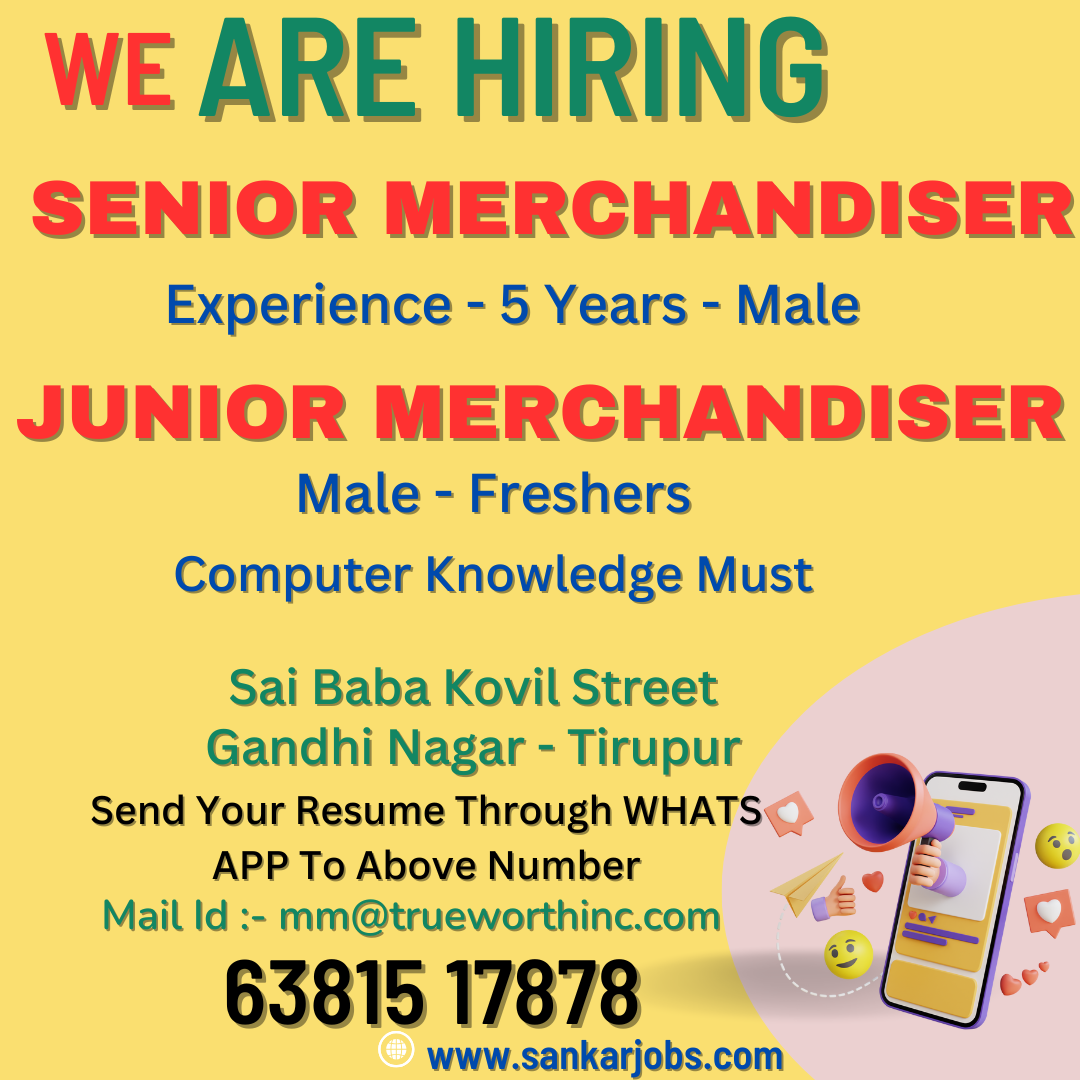 WE ARE HIRING
SENIOR MERCHANDISER
Experience - 5 Years - Male
JUNIOR MERCHANDISER
Male - Freshers
Computer Knowledge Must
Sai Baba Kovil Street
Gandhi Nagar - Tirupur
Send Your Resume Through WHATS
APP To Above Number
Mail Id :- mm@trueworthinc.com
63815 17878
www.sankarjobs.com